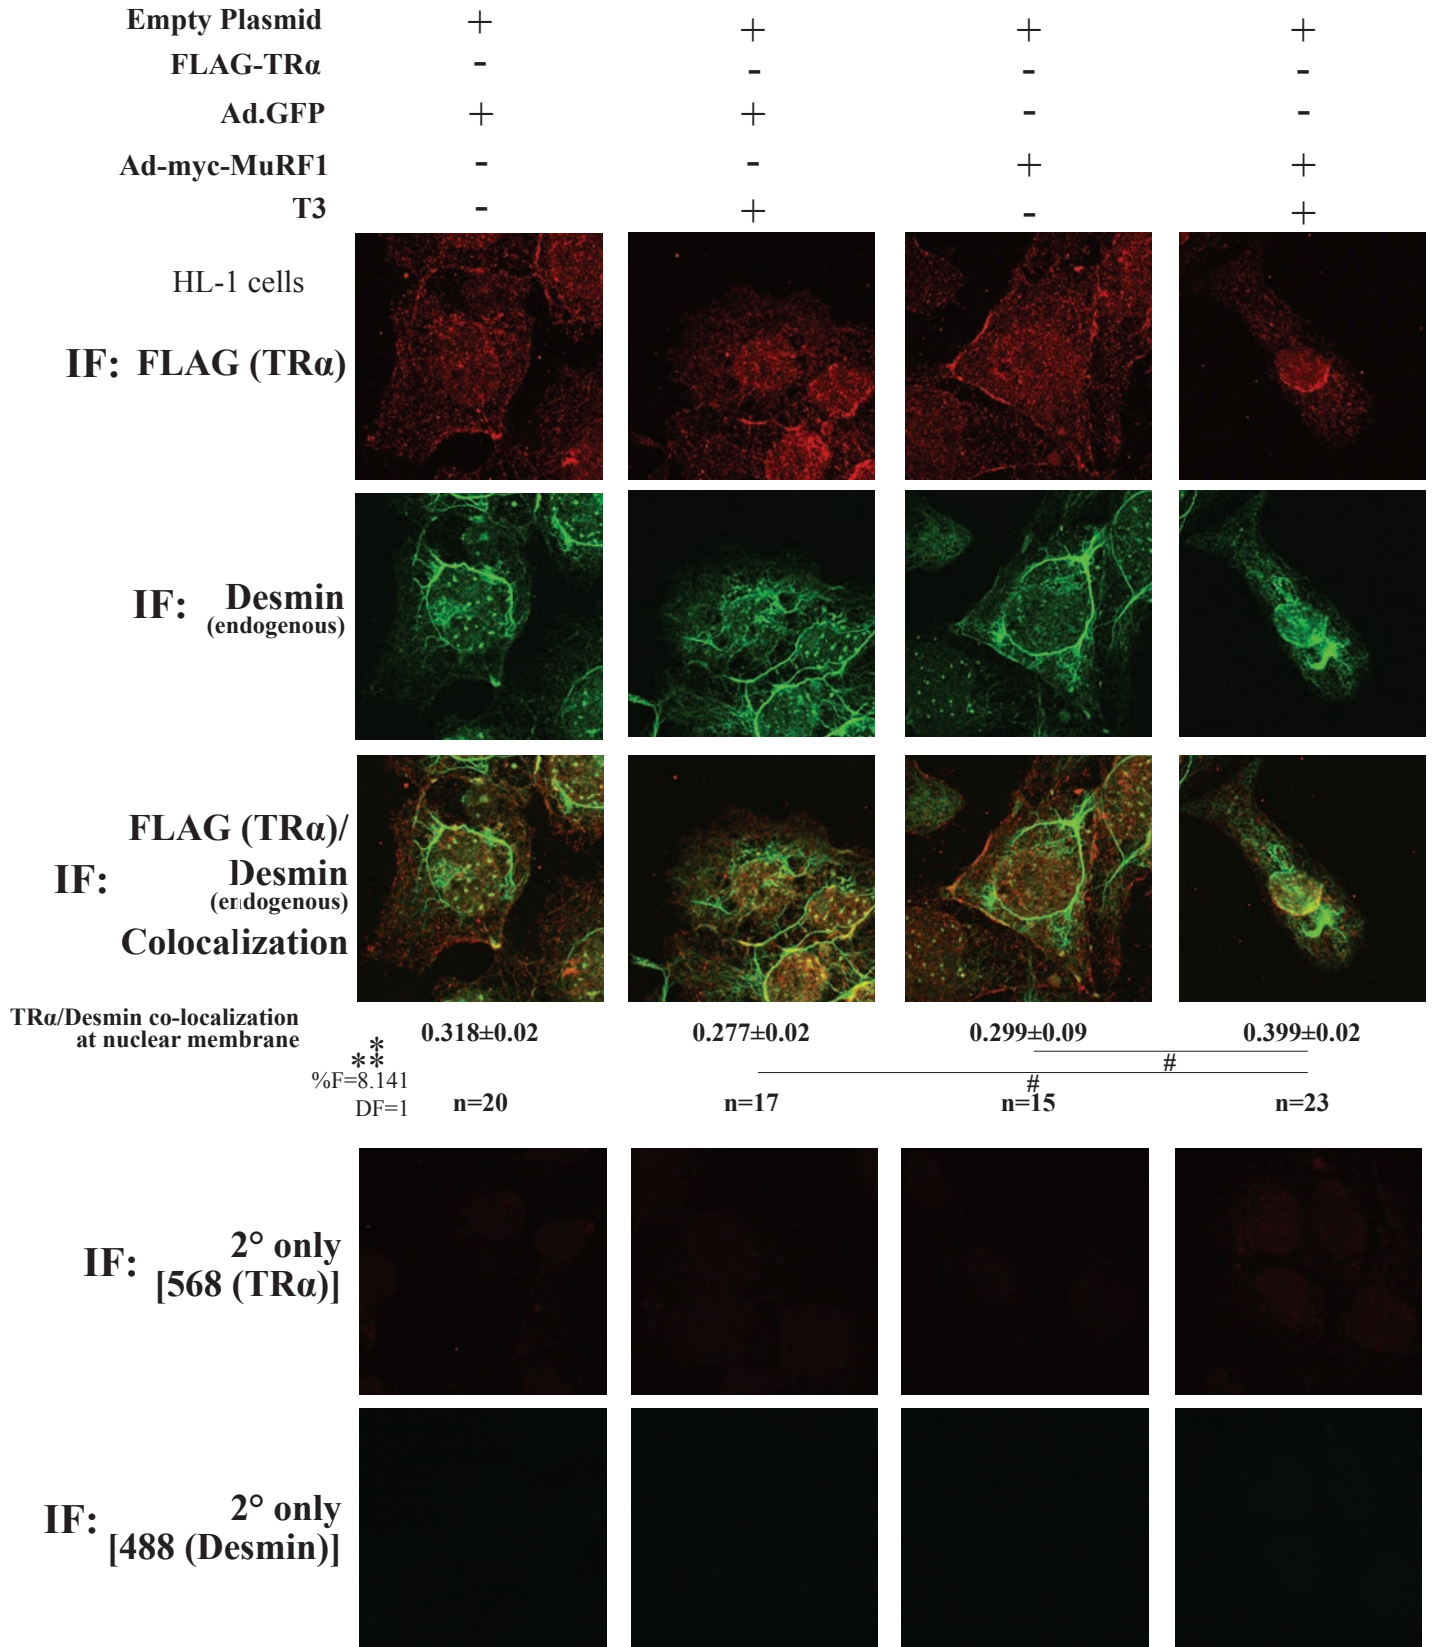 Empty Plasmid + + + +
FLAG-TRα - - - -
Ad.GFP + + - -
Ad-myc-MuRF1 - - + +
T3 - + - +
HL-1 cells
IF: FLAG (TRα)
IF: Desmin
(endogenous)
FLAG (TRα)/
IF: Desmin
(endogenous)
Colocalization
TRα/Desmin co-localization
at nuclear membrane
0.318±0.02 0.277±0.02 0.299±0.09 0.399±0.02
*
**
#
%F=8.141
#
DF=1
n=20 n=17 n=15 n=23
IF: 2° only
[568 (TRα)]
IF: 2° only
[488 (Desmin)]